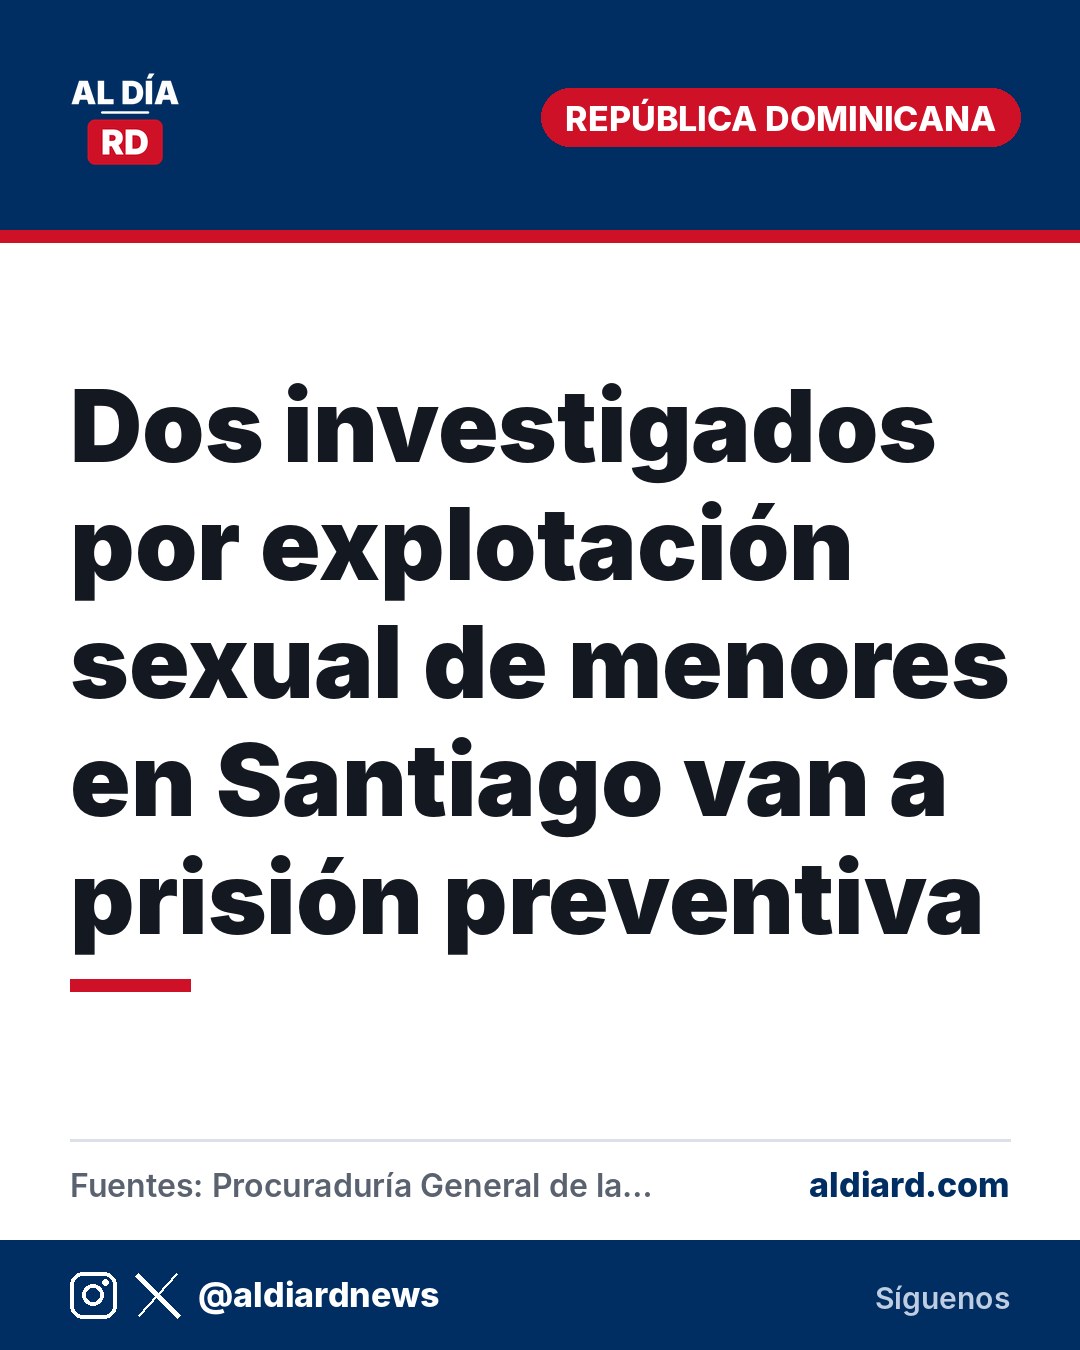 AL DÍA
RD
REPÚBLICA DOMINICANA
Dos investigados
por explotación
sexual de menores
en Santiago van a
prisión preventiva
Fuentes: Procuraduría General de la...
aldiard.com
@aldiardnews
Síguenos